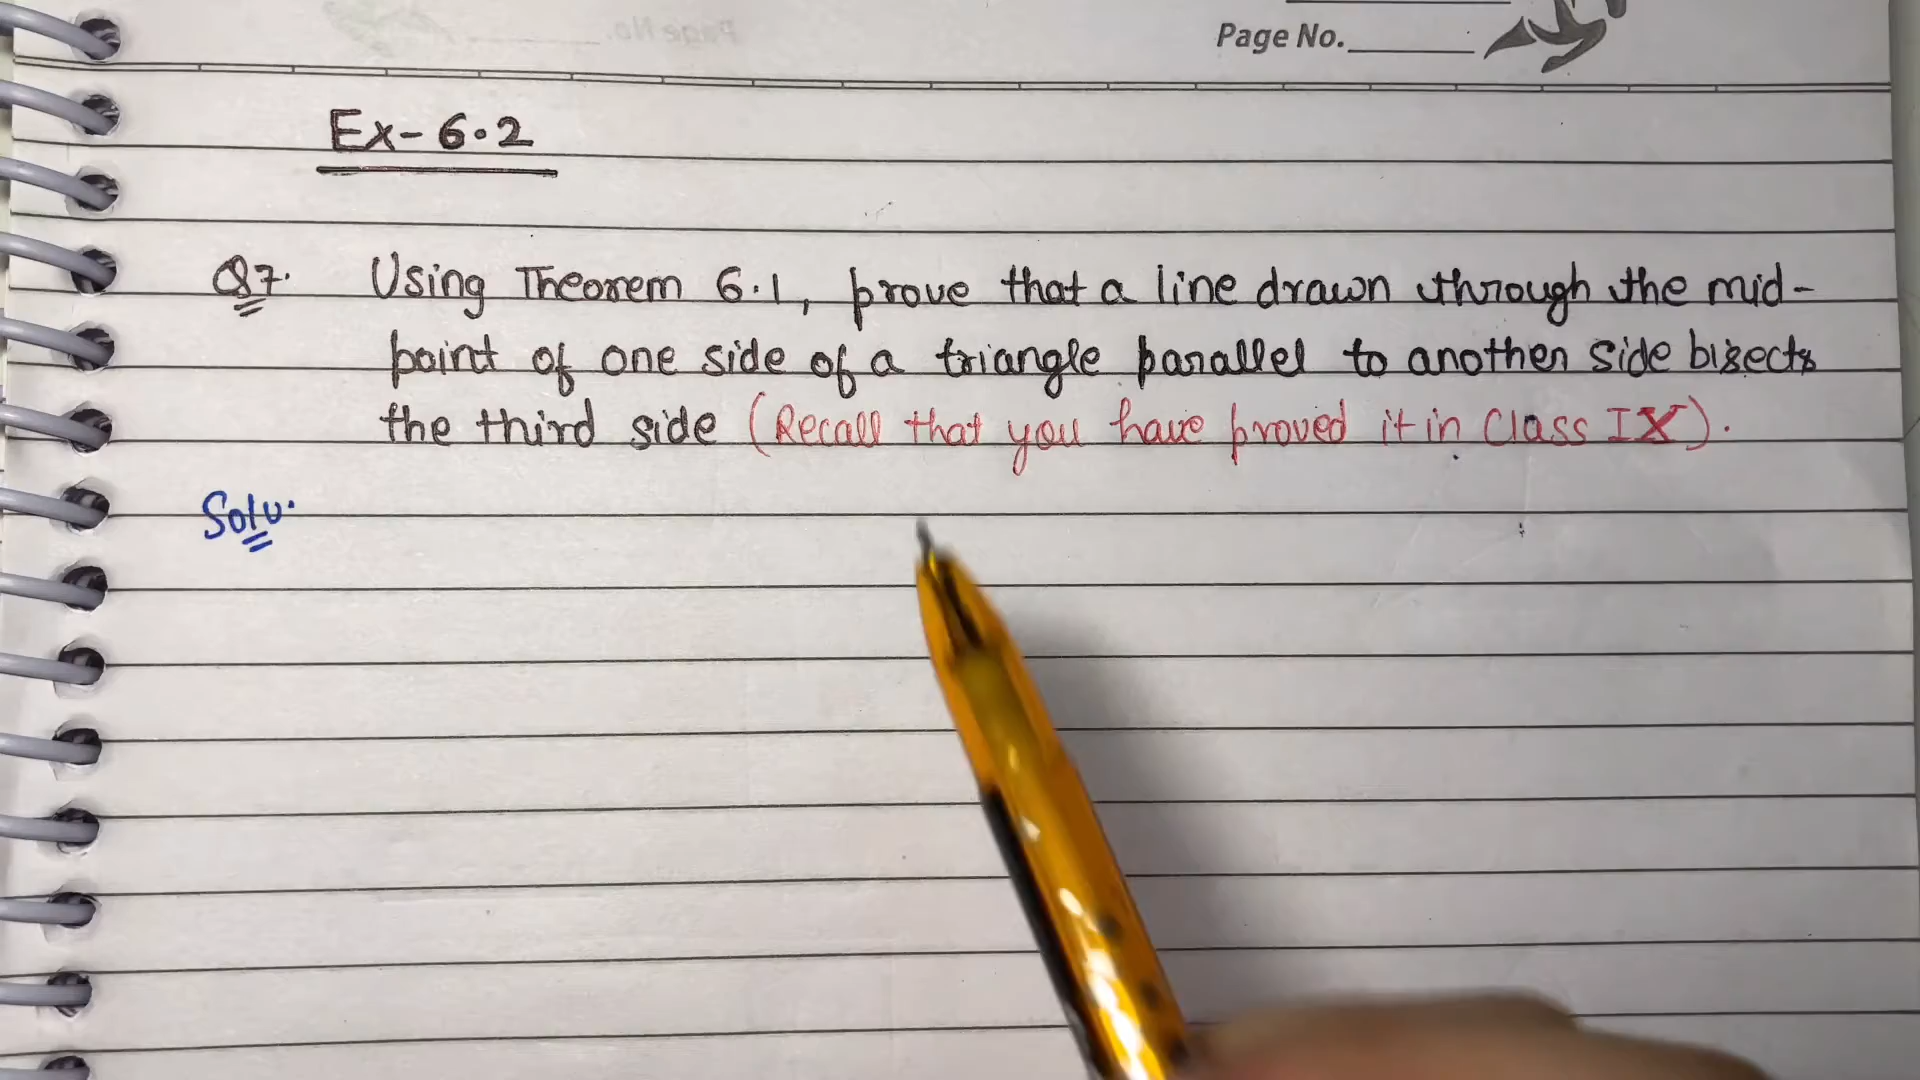 Page No.
Ex- 6.2
Q7. Using Theorem 6.1, prove that a line drawn through the mid-
point of one side of a triangle parallel to another side bisects
the third side (Recall that you have proved it in Class IX).
Solu.